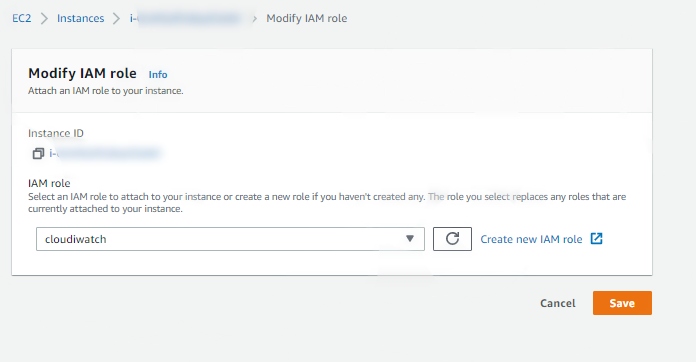 EC2 > Instances > i- > Modify IAM role
Modify IAM role Info
Attach an IAM role to your instance.
Instance ID
i-
IAM role
Select an IAM role to attach to your instance or create a new role if you haven't created any. The role you select replaces any roles that are
currently attached to your instance.
cloudiwatch Create new IAM role
Cancel Save